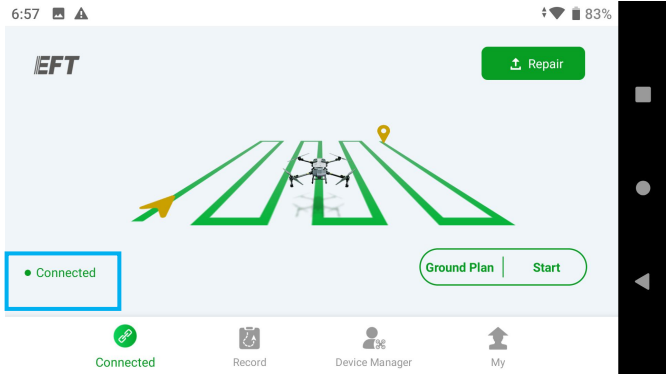 6:57
83%
EFT
Repair
Connected
Ground Plan
Start
Connected
Record
Device Manager
My